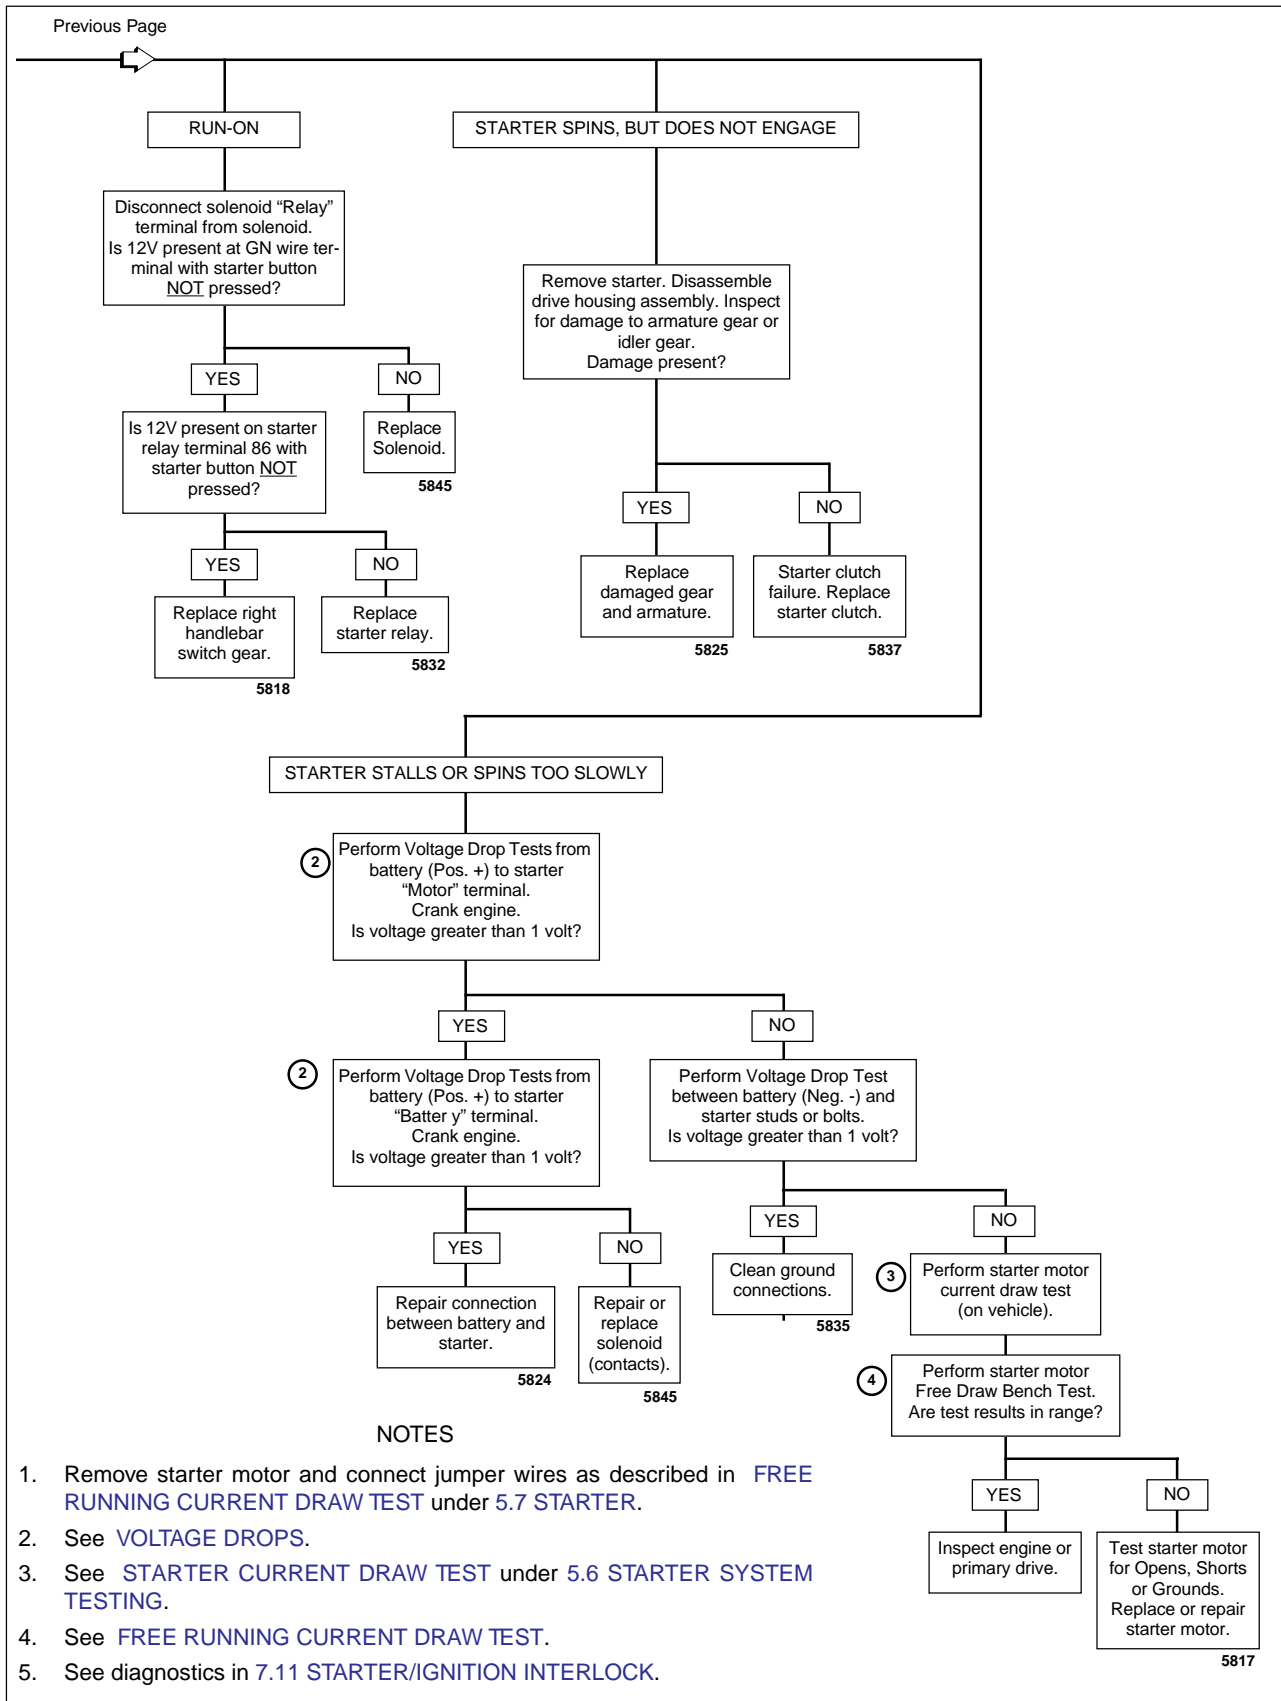 Previous Page
RUN-ON
Disconnect solenoid “Relay”
terminal from solenoid.
Is 12V present at GN wire ter-
minal with starter button
NOT pressed?
YES
NO
Is 12V present on starter
relay terminal 86 with
starter button NOT
pressed?
Replace
Solenoid.
5845
YES
NO
Replace right
handlebar
switch gear.
5818
Replace
starter relay.
5832
STARTER SPINS, BUT DOES NOT ENGAGE
Remove starter. Disassemble
drive housing assembly. Inspect
for damage to armature gear or
idler gear.
Damage present?
YES
NO
Replace
damaged gear
and armature.
5825
Starter clutch
failure. Replace
starter clutch.
5837
STARTER STALLS OR SPINS TOO SLOWLY
2
Perform Voltage Drop Tests from
battery (Pos. +) to starter
“Motor” terminal.
Crank engine.
Is voltage greater than 1 volt?
YES
NO
2
Perform Voltage Drop Tests from
battery (Pos. +) to starter
“Batter y” terminal.
Crank engine.
Is voltage greater than 1 volt?
Perform Voltage Drop Test
between battery (Neg. -) and
starter studs or bolts.
Is voltage greater than 1 volt?
YES
NO
Repair connection
between battery and
starter.
5824
Repair or
replace
solenoid
(contacts).
5845
YES
NO
Clean ground
connections.
5835
3
Perform starter motor
current draw test
(on vehicle).
4
Perform starter motor
Free Draw Bench Test.
Are test results in range?
YES
NO
Inspect engine or
primary drive.
Test starter motor
for Opens, Shorts
or Grounds.
Replace or repair
starter motor.
5817
NOTES
1. Remove starter motor and connect jumper wires as described in FREE
RUNNING CURRENT DRAW TEST under 5.7 STARTER.
2. See VOLTAGE DROPS.
3. See STARTER CURRENT DRAW TEST under 5.6 STARTER SYSTEM
TESTING.
4. See FREE RUNNING CURRENT DRAW TEST.
5. See diagnostics in 7.11 STARTER/IGNITION INTERLOCK.